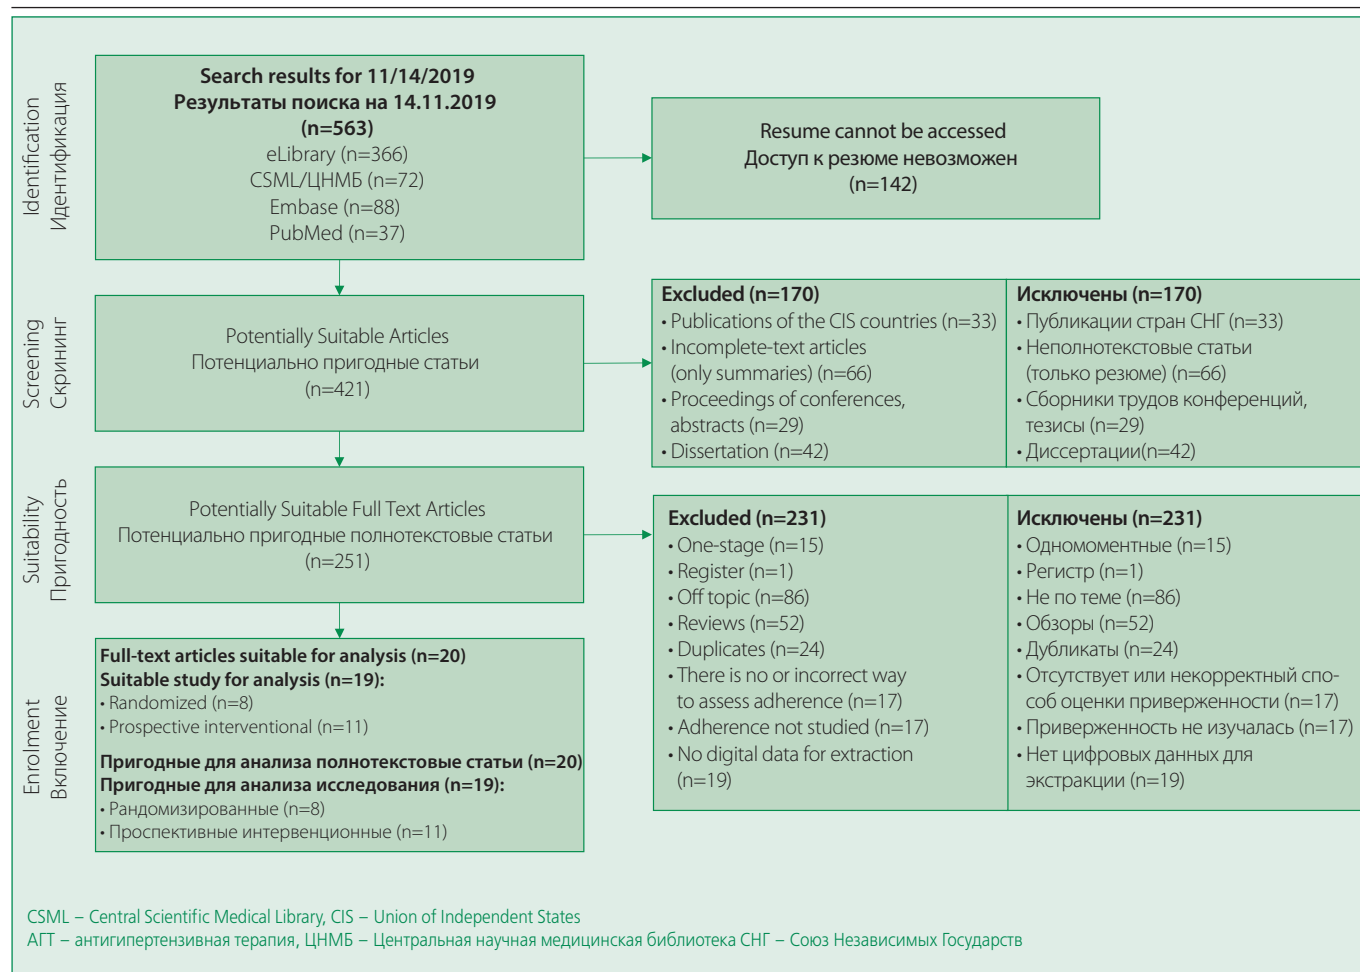 Identification
Идентификация
Search results for 11/14/2019
Результаты поиска на 14.11.2019
(n=563)
eLibrary (n=366)
CSML/ЦНМБ (n=72)
Embase (n=88)
PubMed (n=37)
Resume cannot be accessed
Доступ к резюме невозможен
(n=142)
Screening
Скрининг
Potentially Suitable Articles
Потенциально пригодные статьи
(n=421)
Excluded (n=170)
• Publications of the CIS countries (n=33)
• Incomplete-text articles
(only summaries) (n=66)
• Proceedings of conferences,
abstracts (n=29)
• Dissertation (n=42)
Исключены (n=170)
• Публикации стран СНГ (n=33)
• Неполнотекстовые статьи
(только резюме) (n=66)
• Сборники трудов конференций,
тезисы (n=29)
• Диссертации(n=42)
Suitability
Пригодность
Potentially Suitable Full Text Articles
Потенциально пригодные полнотекстовые статьи
(n=251)
Excluded (n=231)
• One-stage (n=15)
• Register (n=1)
• Off topic (n=86)
• Reviews (n=52)
• Duplicates (n=24)
• There is no or incorrect way
to assess adherence (n=17)
• Adherence not studied (n=17)
• No digital data for extraction
(n=19)
Исключены (n=231)
• Одномоментные (n=15)
• Регистр (n=1)
• Не по теме (n=86)
• Обзоры (n=52)
• Дубликаты (n=24)
• Отсутствует или некорректный спо-
соб оценки приверженности (n=17)
• Приверженность не изучалась (n=17)
• Нет цифровых данных для
экстракции (n=19)
Enrolment
Включение
Full-text articles suitable for analysis (n=20)
Suitable study for analysis (n=19):
• Randomized (n=8)
• Prospective interventional (n=11)
Пригодные для анализа полнотекстовые статьи (n=20)
Пригодные для анализа исследования (n=19):
• Рандомизированные (n=8)
• Проспективные интервенционные (n=11)
CSML – Central Scientific Medical Library, CIS – Union of Independent States
АГТ – антигипертензивная терапия, ЦНМБ – Центральная научная медицинская библиотека СНГ – Союз Независимых Государств